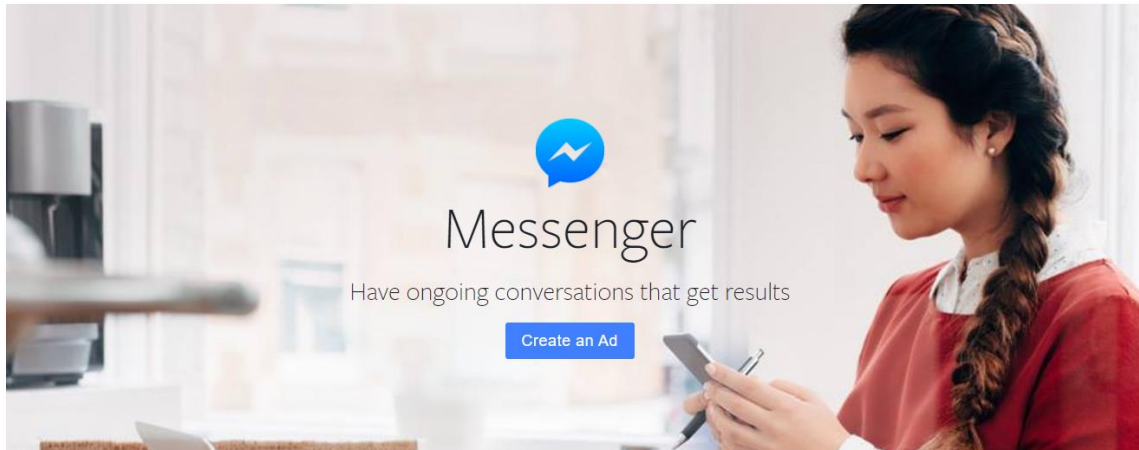 Messenger
Have ongoing conversations that get results
Create an Ad